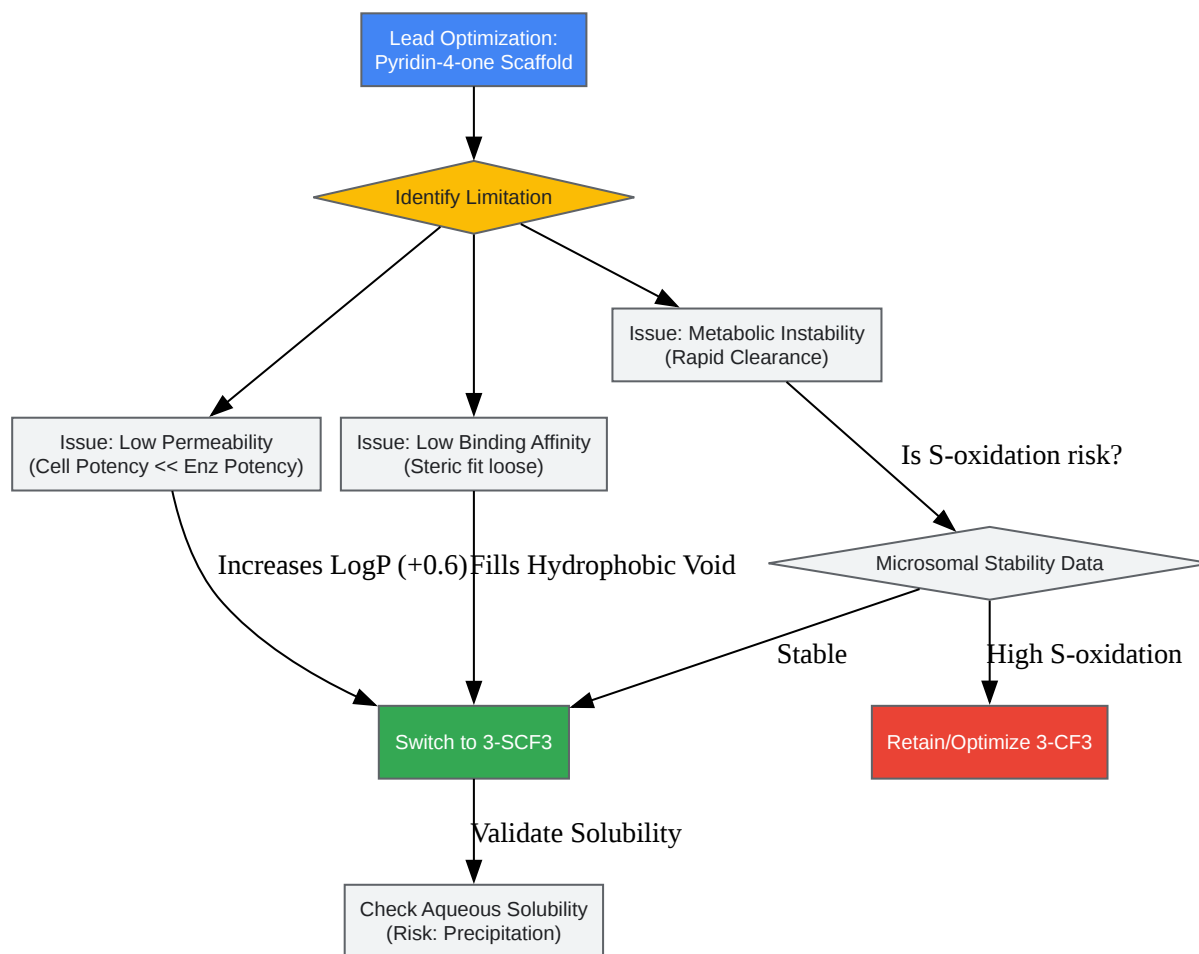 Lead Optimization:
Pyridin-4-one Scaffold
Identify Limitation
Issue: Metabolic Instability
(Rapid Clearance)
Issue: Low Permeability
(Cell Potency << Enz Potency)
Issue: Low Binding Affinity
(Steric fit loose)
Is S-oxidation risk?
Increases LogP (+0.6)
Fills Hydrophobic Void
Microsomal Stability Data
Stable
High S-oxidation
Switch to 3-SCF3
Retain/Optimize 3-CF3
Validate Solubility
Check Aqueous Solubility
(Risk: Precipitation)